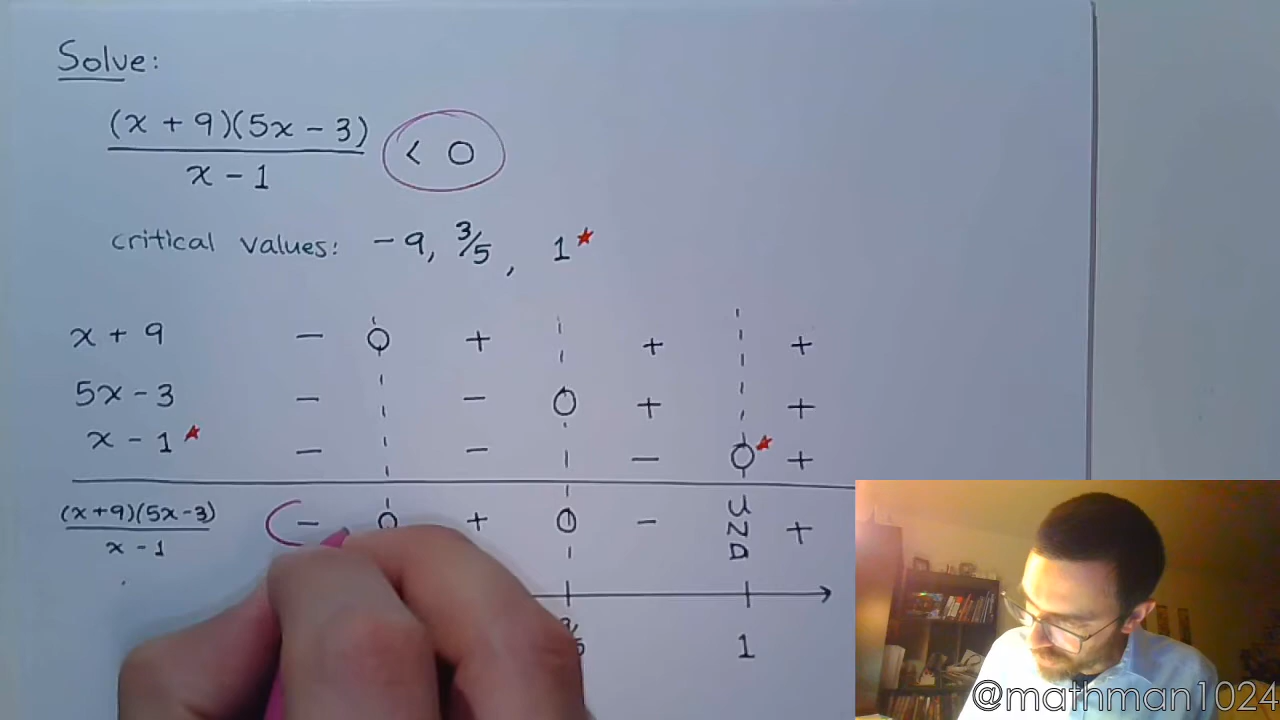 Solve:
(x + 9)(5x - 3)
x - 1
< 0
critical values: -9, 3/5, 1*
x + 9 - 0 + + +
5x - 3 - - 0 + +
x - 1* - - - 0* +
(x+9)(5x-3)
x - 1
- 0 + 0 - UND +
1
@mathman1024